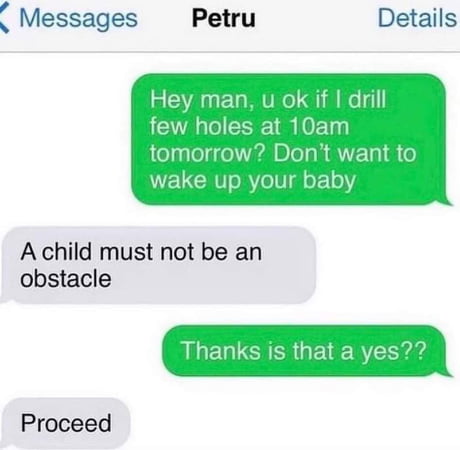 Messages Petru Details
Hey man, u ok if I drill
few holes at 10am
tomorrow? Don't want to
wake up your baby
A child must not be an
obstacle
Thanks is that a yes??
Proceed